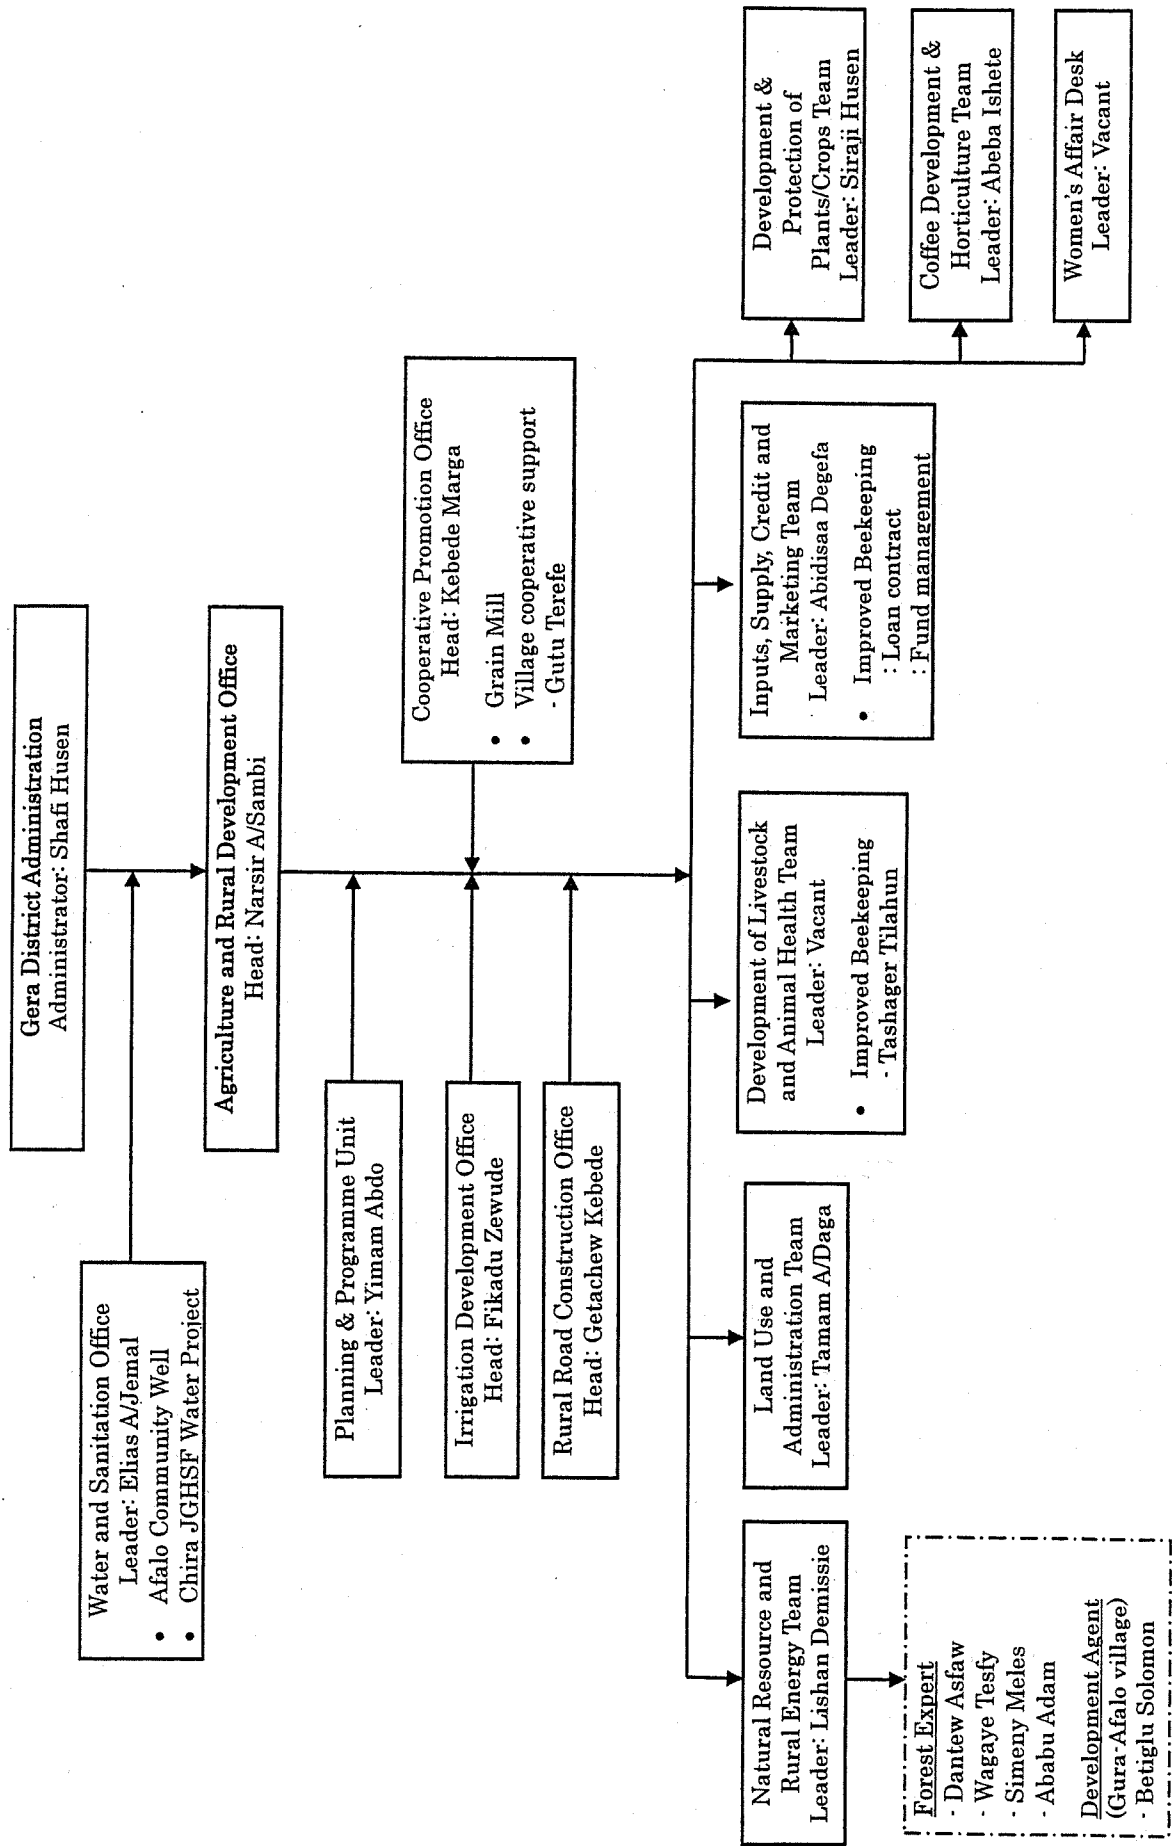 Gera District Administration
Administrator: Shafi Husen
Water and Sanitation Office
Leader: Elias A/Jemal
• Afalo Community Well
• Chira JGHSF Water Project
Agriculture and Rural Development Office
Head: Narsir A/Sambi
Planning & Programme Unit
Leader: Yimam Abdo
Cooperative Promotion Office
Head: Kebede Marga
• Grain Mill
• Village cooperative support
- Gutu Terefe
Irrigation Development Office
Head: Fikadu Zewude
Rural Road Construction Office
Head: Getachew Kebede
Natural Resource and
Rural Energy Team
Leader: Lishan Demissie
Land Use and
Administration Team
Leader: Tamam A/Daga
Development of Livestock
and Animal Health Team
Leader: Vacant
• Improved Beekeeping
- Tashager Tilahun
Inputs, Supply, Credit and
Marketing Team
Leader: Abidisaa Degefa
• Improved Beekeeping
: Loan contract
: Fund management
Development &
Protection of
Plants/Crops Team
Leader: Siraji Husen
Coffee Development &
Horticulture Team
Leader: Abeba Ishete
Women's Affair Desk
Leader: Vacant
Forest Expert
- Dantew Asfaw
- Wagaye Tesfy
- Simeny Meles
- Ababu Adam
Development Agent
(Gura-Afalo village)
- Betiglu Solomon